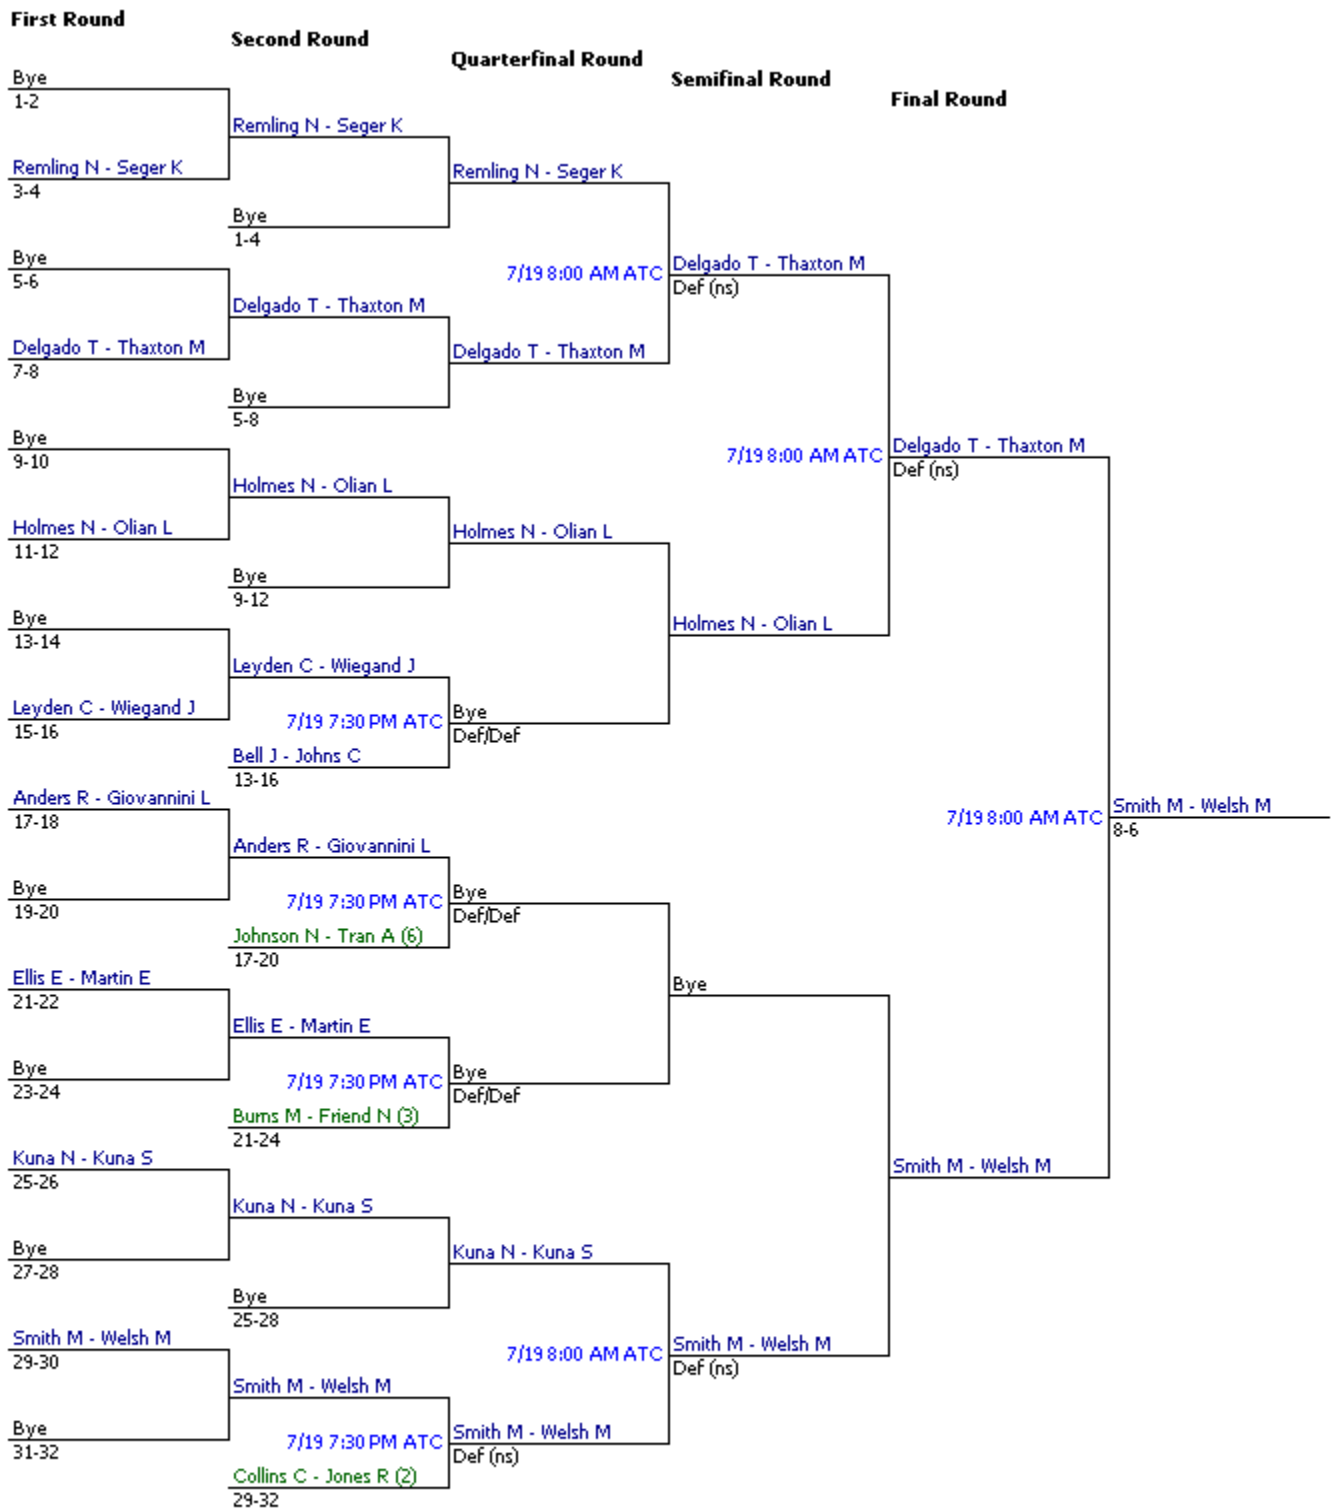 First Round
Second Round
Quarterfinal Round
Semifinal Round
Final Round
Bye
1-2
Remling N - Seger K
Remling N - Seger K
3-4
Remling N - Seger K
Bye
1-4
Bye
5-6
7/19 8:00 AM ATC
Delgado T - Thaxton M
Def (ns)
Delgado T - Thaxton M
Delgado T - Thaxton M
7-8
Delgado T - Thaxton M
Bye
5-8
Bye
9-10
7/19 8:00 AM ATC
Delgado T - Thaxton M
Def (ns)
Holmes N - Olian L
Holmes N - Olian L
11-12
Holmes N - Olian L
Bye
9-12
Bye
13-14
Holmes N - Olian L
Leyden C - Wiegand J
Leyden C - Wiegand J
15-16
7/19 7:30 PM ATC
Bye
Def/Def
Bell J - Johns C
13-16
Anders R - Giovannini L
17-18
7/19 8:00 AM ATC
Smith M - Welsh M
8-6
Anders R - Giovannini L
Bye
19-20
7/19 7:30 PM ATC
Bye
Def/Def
Johnson N - Tran A (6)
17-20
Ellis E - Martin E
21-22
Bye
Ellis E - Martin E
Bye
23-24
7/19 7:30 PM ATC
Bye
Def/Def
Burns M - Friend N (3)
21-24
Kuna N - Kuna S
25-26
Smith M - Welsh M
Kuna N - Kuna S
Bye
27-28
Kuna N - Kuna S
Bye
25-28
Smith M - Welsh M
29-30
7/19 8:00 AM ATC
Smith M - Welsh M
Def (ns)
Smith M - Welsh M
Bye
31-32
7/19 7:30 PM ATC
Smith M - Welsh M
Def (ns)
Collins C - Jones R (2)
29-32